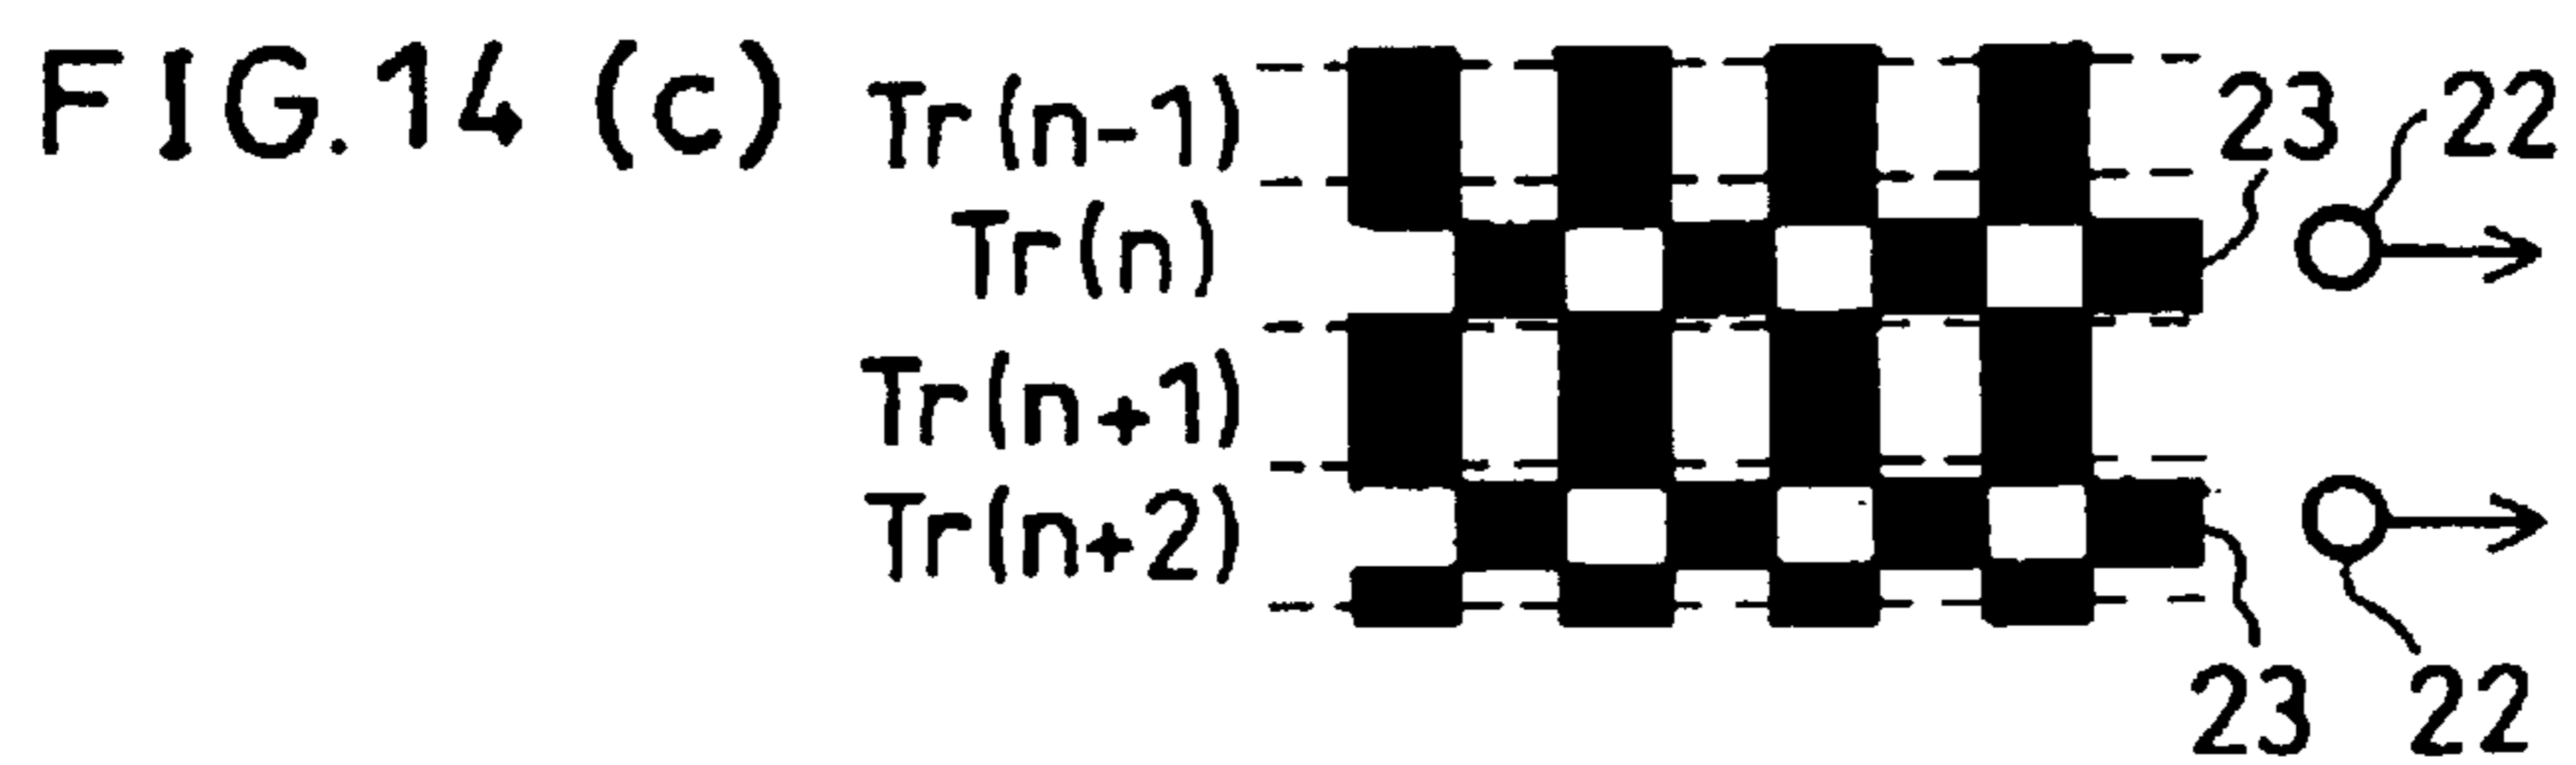 FIG.14 (c)
Tr(n-1)
23 22
Tr(n)
Tr(n+1)
Tr(n+2)
23 22